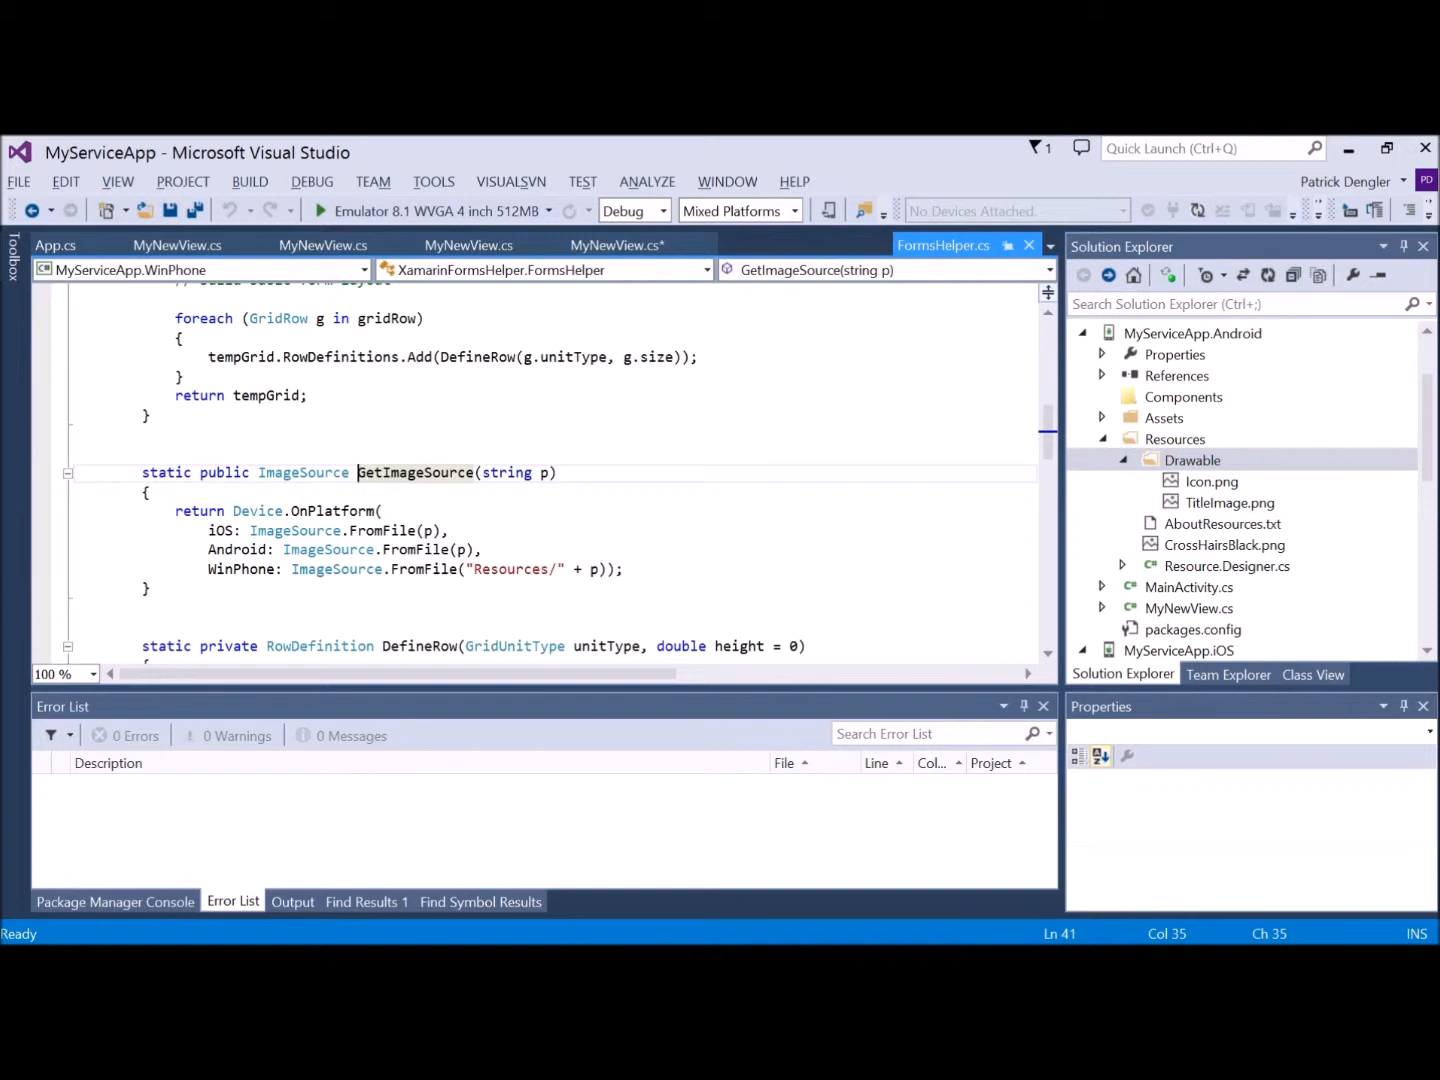 MyServiceApp - Microsoft Visual Studio
1
Quick Launch (Ctrl+Q)
FILE EDIT VIEW PROJECT BUILD DEBUG TEAM TOOLS VISUALSVN TEST ANALYZE WINDOW HELP
Patrick Dengler PD
Emulator 8.1 WVGA 4 inch 512MB Debug Mixed Platforms No Devices Attached.
Toolbox
App.cs MyNewView.cs MyNewView.cs MyNewView.cs MyNewView.cs* FormsHelper.cs
MyServiceApp.WinPhone XamarinFormsHelper.FormsHelper GetImageSource(string p)
foreach (GridRow g in gridRow)
{
tempGrid.RowDefinitions.Add(DefineRow(g.unitType, g.size));
}
return tempGrid;
}
static public ImageSource GetImageSource(string p)
{
return Device.OnPlatform(
iOS: ImageSource.FromFile(p),
Android: ImageSource.FromFile(p),
WinPhone: ImageSource.FromFile("Resources/" + p));
}
static private RowDefinition DefineRow(GridUnitType unitType, double height = 0)
100 %
Solution Explorer
Search Solution Explorer (Ctrl+;)
MyServiceApp.Android
Properties
References
Components
Assets
Resources
Drawable
Icon.png
TitleImage.png
AboutResources.txt
CrossHairsBlack.png
Resource.Designer.cs
MainActivity.cs
MyNewView.cs
packages.config
MyServiceApp.iOS
Solution Explorer Team Explorer Class View
Error List
0 Errors 0 Warnings 0 Messages
Search Error List
Description File Line Col... Project
Properties
Package Manager Console Error List Output Find Results 1 Find Symbol Results
Ready Ln 41 Col 35 Ch 35 INS